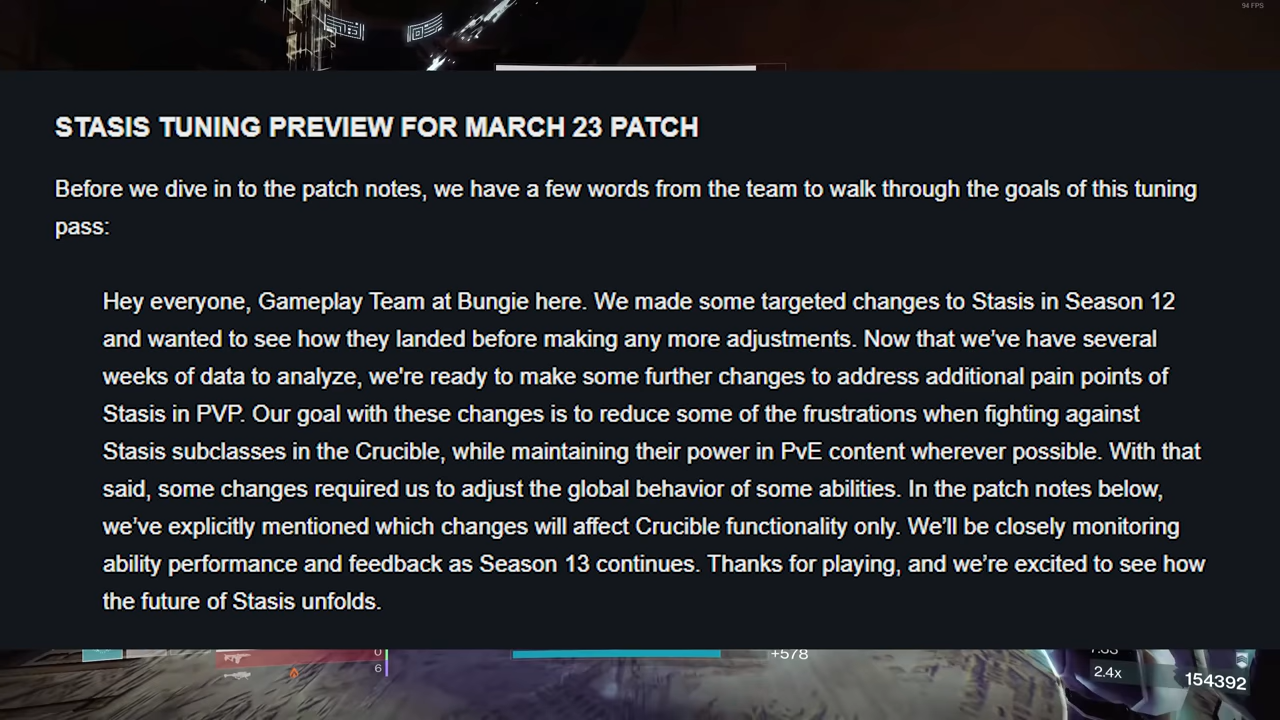 94 FPS
STASIS TUNING PREVIEW FOR MARCH 23 PATCH
Before we dive in to the patch notes, we have a few words from the team to walk through the goals of this tuning
pass:
Hey everyone, Gameplay Team at Bungie here. We made some targeted changes to Stasis in Season 12
and wanted to see how they landed before making any more adjustments. Now that we’ve have several
weeks of data to analyze, we're ready to make some further changes to address additional pain points of
Stasis in PVP. Our goal with these changes is to reduce some of the frustrations when fighting against
Stasis subclasses in the Crucible, while maintaining their power in PvE content wherever possible. With that
said, some changes required us to adjust the global behavior of some abilities. In the patch notes below,
we’ve explicitly mentioned which changes will affect Crucible functionality only. We’ll be closely monitoring
ability performance and feedback as Season 13 continues. Thanks for playing, and we’re excited to see how
the future of Stasis unfolds.
0
6
+578
2.4x
154392